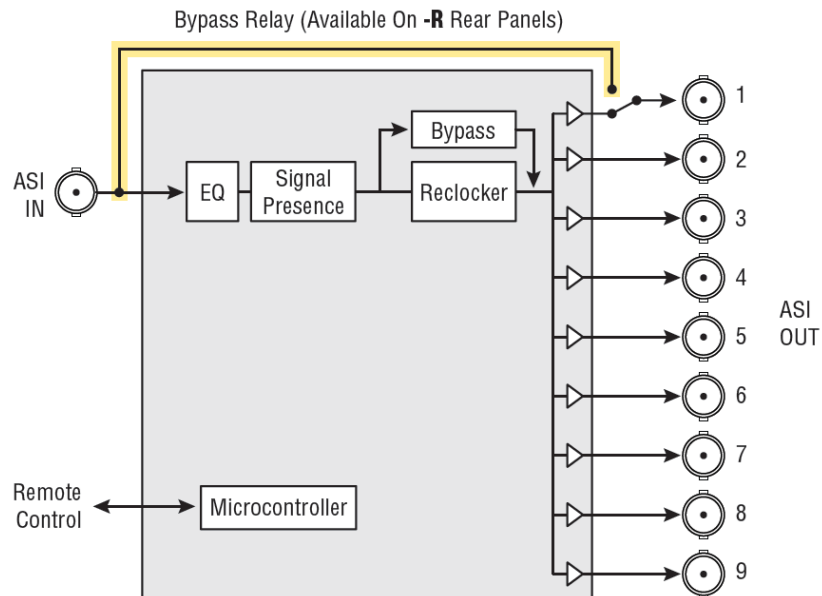 Bypass Relay (Available On -R Rear Panels)
ASI
IN
EQ
Signal
Presence
Bypass
Reclocker
1
2
3
4
5
6
7
8
9
ASI
OUT
Remote
Control
Microcontroller